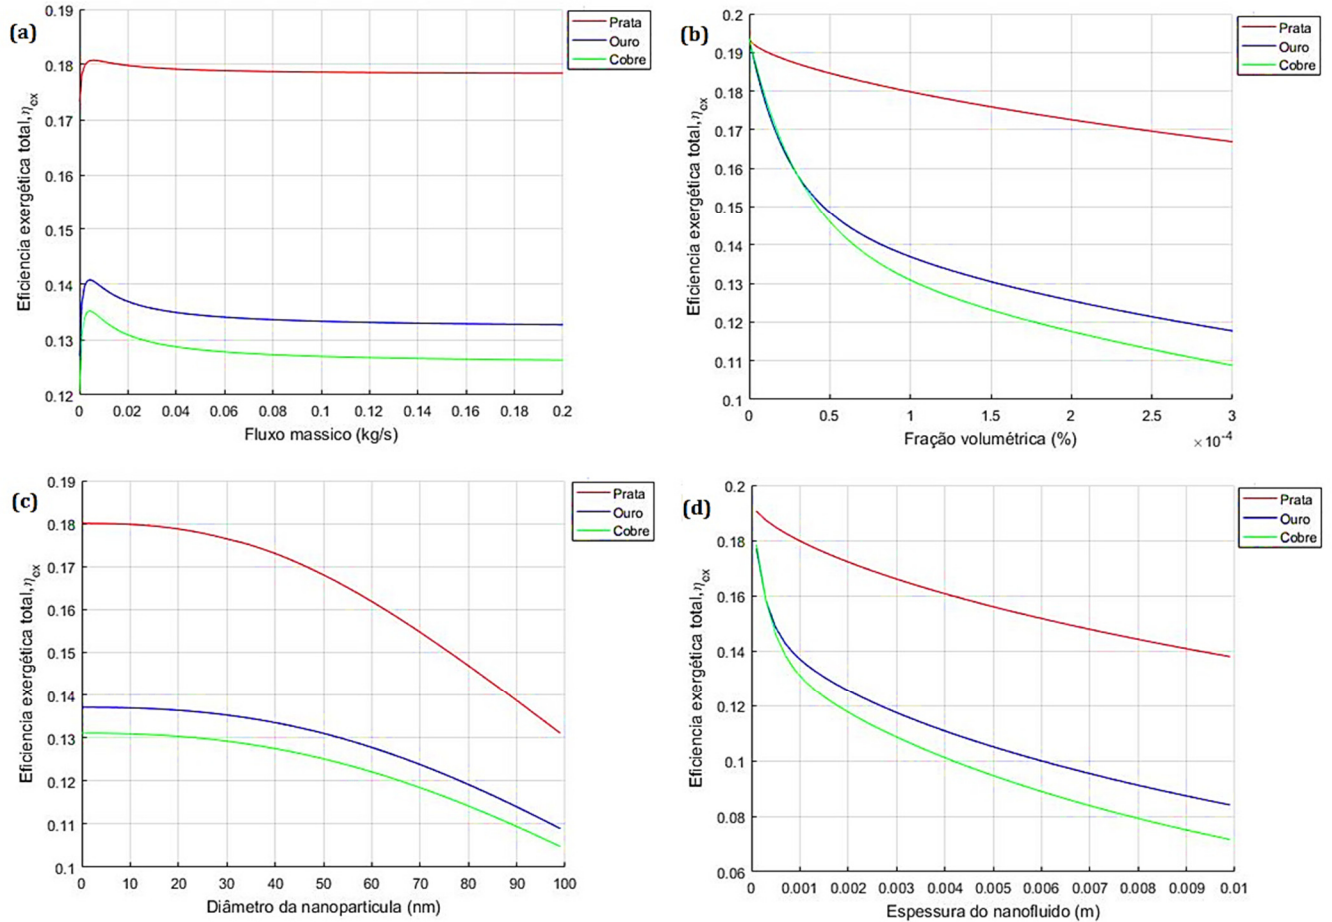 (a)
0.19
0.18
0.17
0.16
0.15
0.14
0.13
0.12
Eficiencia exergética total, ηcx
0 0.02 0.04 0.06 0.08 0.1 0.12 0.14 0.16 0.18 0.2
Fluxo massico (kg/s)
Prata
Ouro
Cobre
(b)
0.2
0.19
0.18
0.17
0.16
0.15
0.14
0.13
0.12
0.11
0.1
Eficiencia exergética total, ηcx
0 0.5 1 1.5 2 2.5 3
Fração volumétrica (%)
×10⁻⁴
Prata
Ouro
Cobre
(c)
0.19
0.18
0.17
0.16
0.15
0.14
0.13
0.12
0.11
0.1
Eficiencia exergética total, ηcx
0 10 20 30 40 50 60 70 80 90 100
Diâmetro da nanoparticula (nm)
Prata
Ouro
Cobre
(d)
0.2
0.18
0.16
0.14
0.12
0.1
0.08
0.06
Eficiencia exergética total, ηcx
0 0.001 0.002 0.003 0.004 0.005 0.006 0.007 0.008 0.009 0.01
Espessura do nanofluido (m)
Prata
Ouro
Cobre